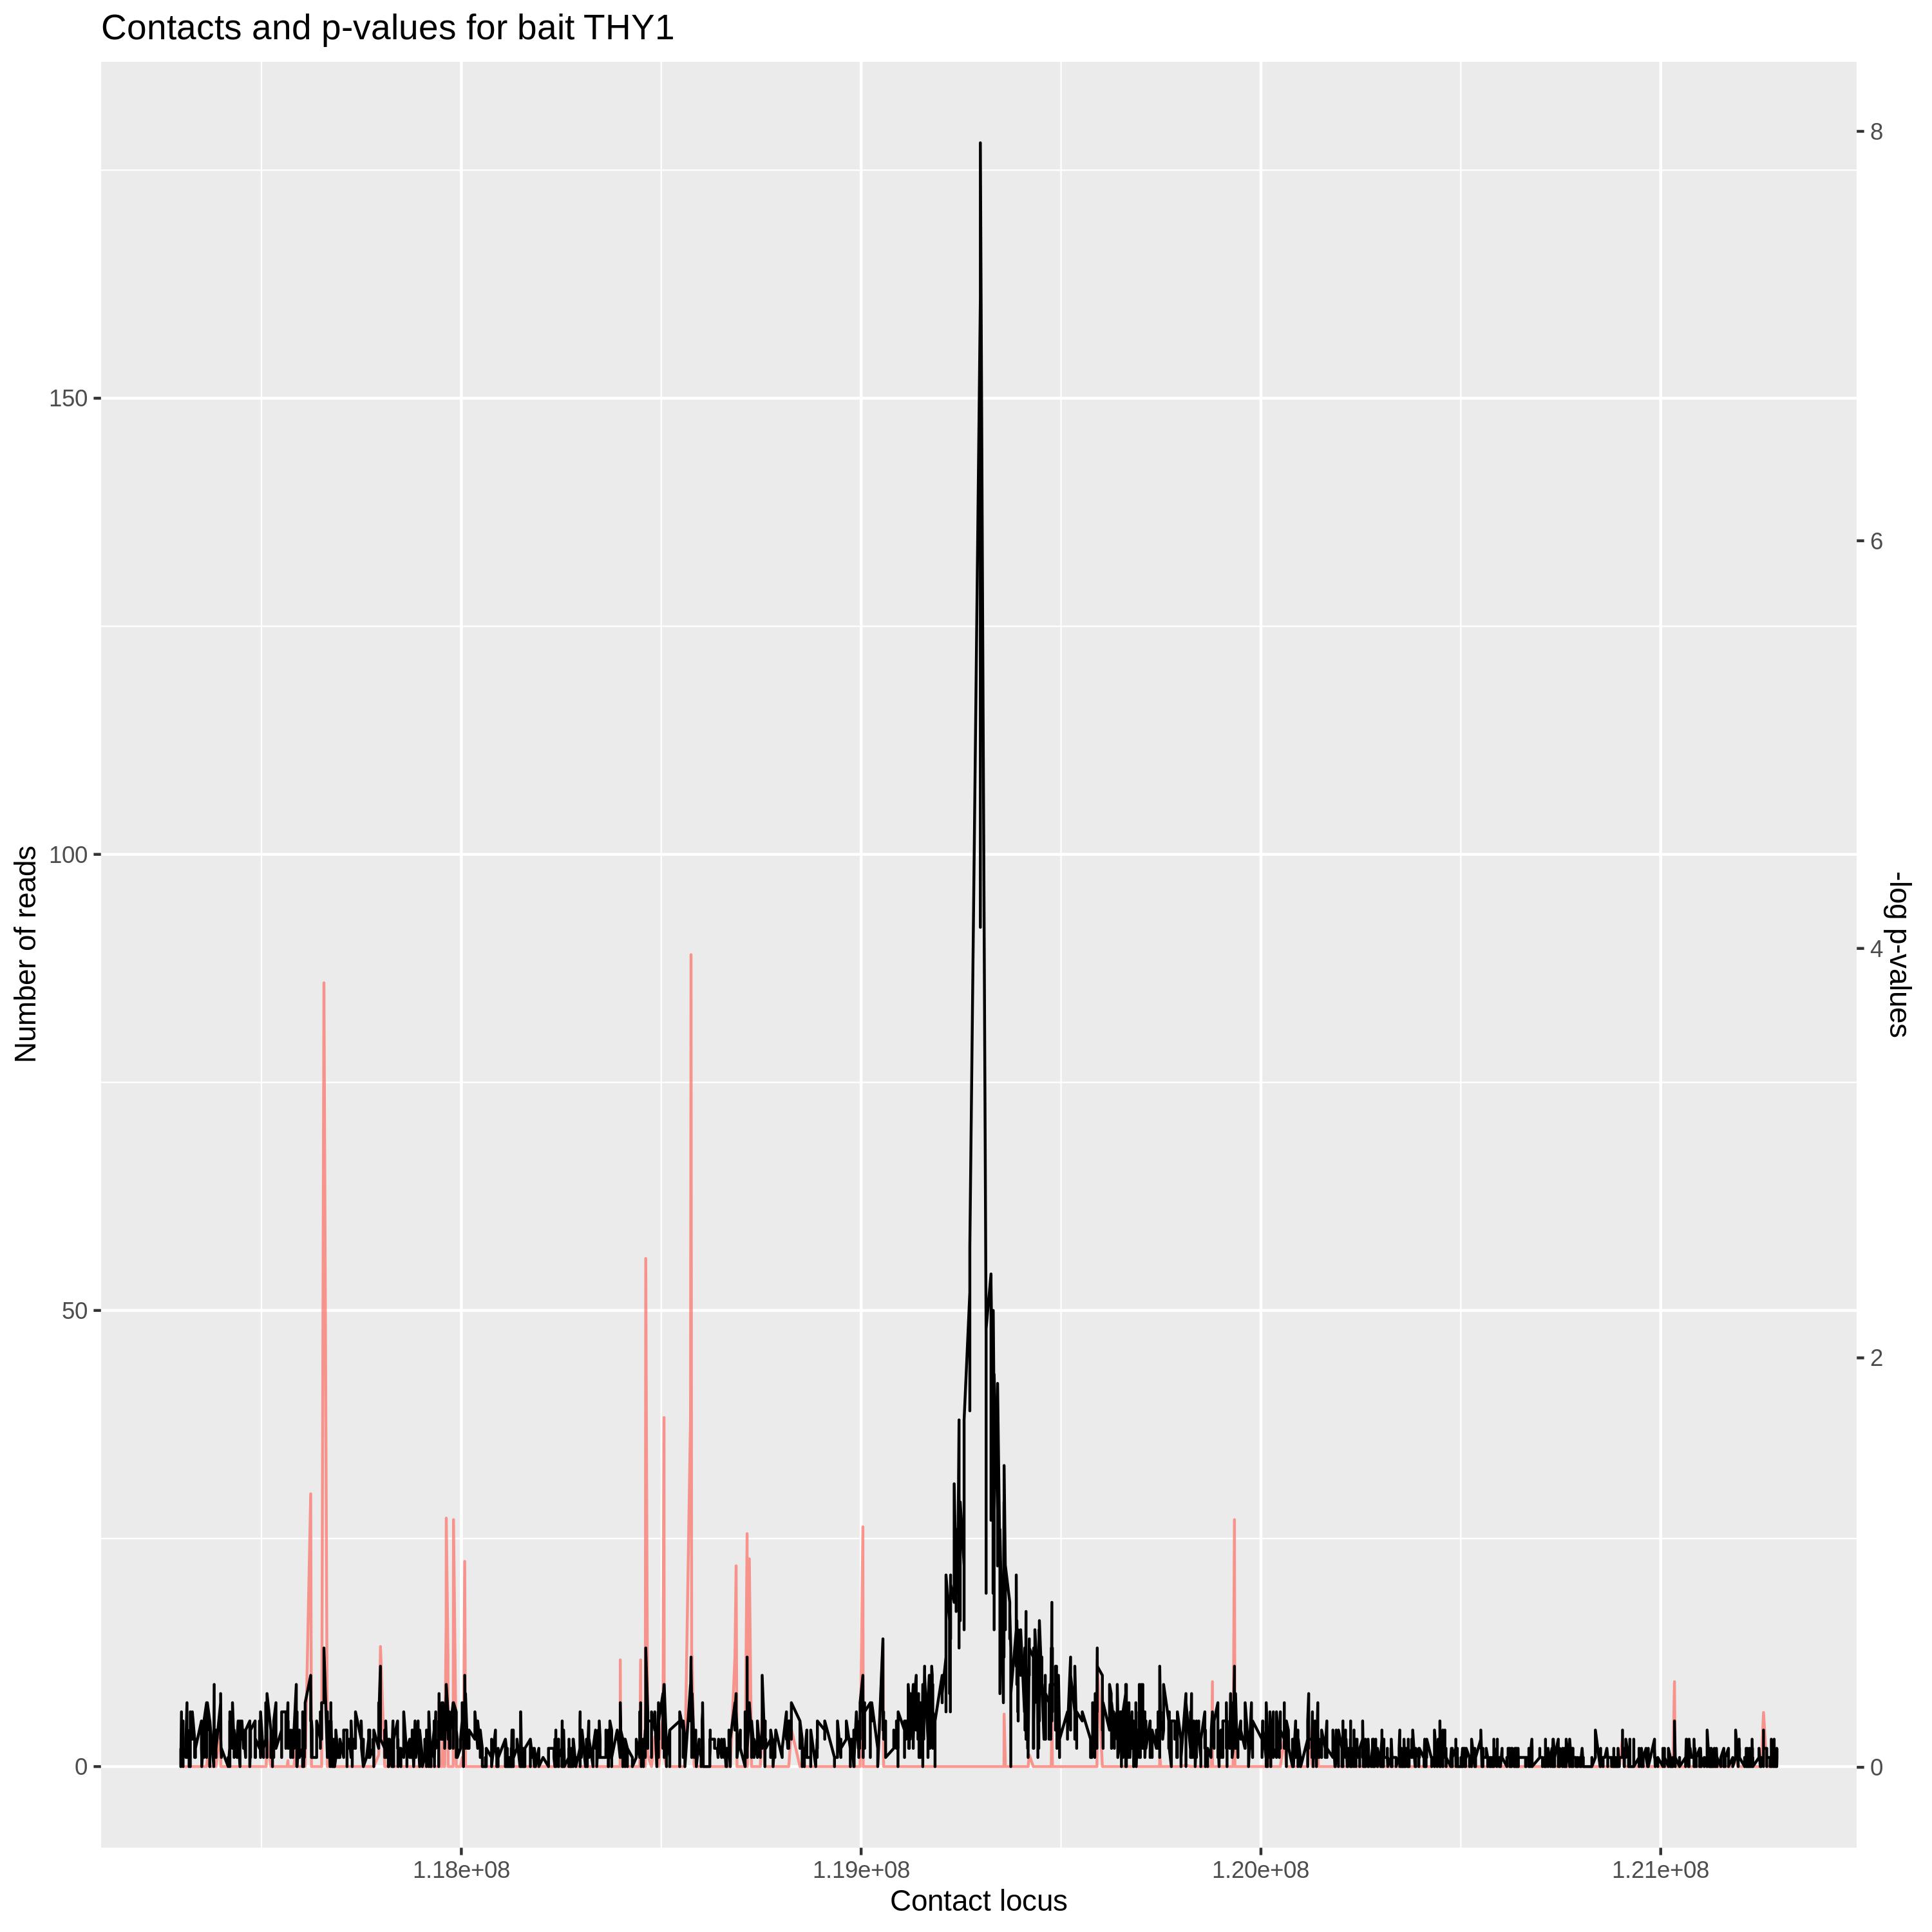 Contacts and p-values for bait THY1
Number of reads
150
100
50
0
8
6
4
2
0
-log p-values
1.18e+08
1.19e+08
1.20e+08
1.21e+08
Contact locus